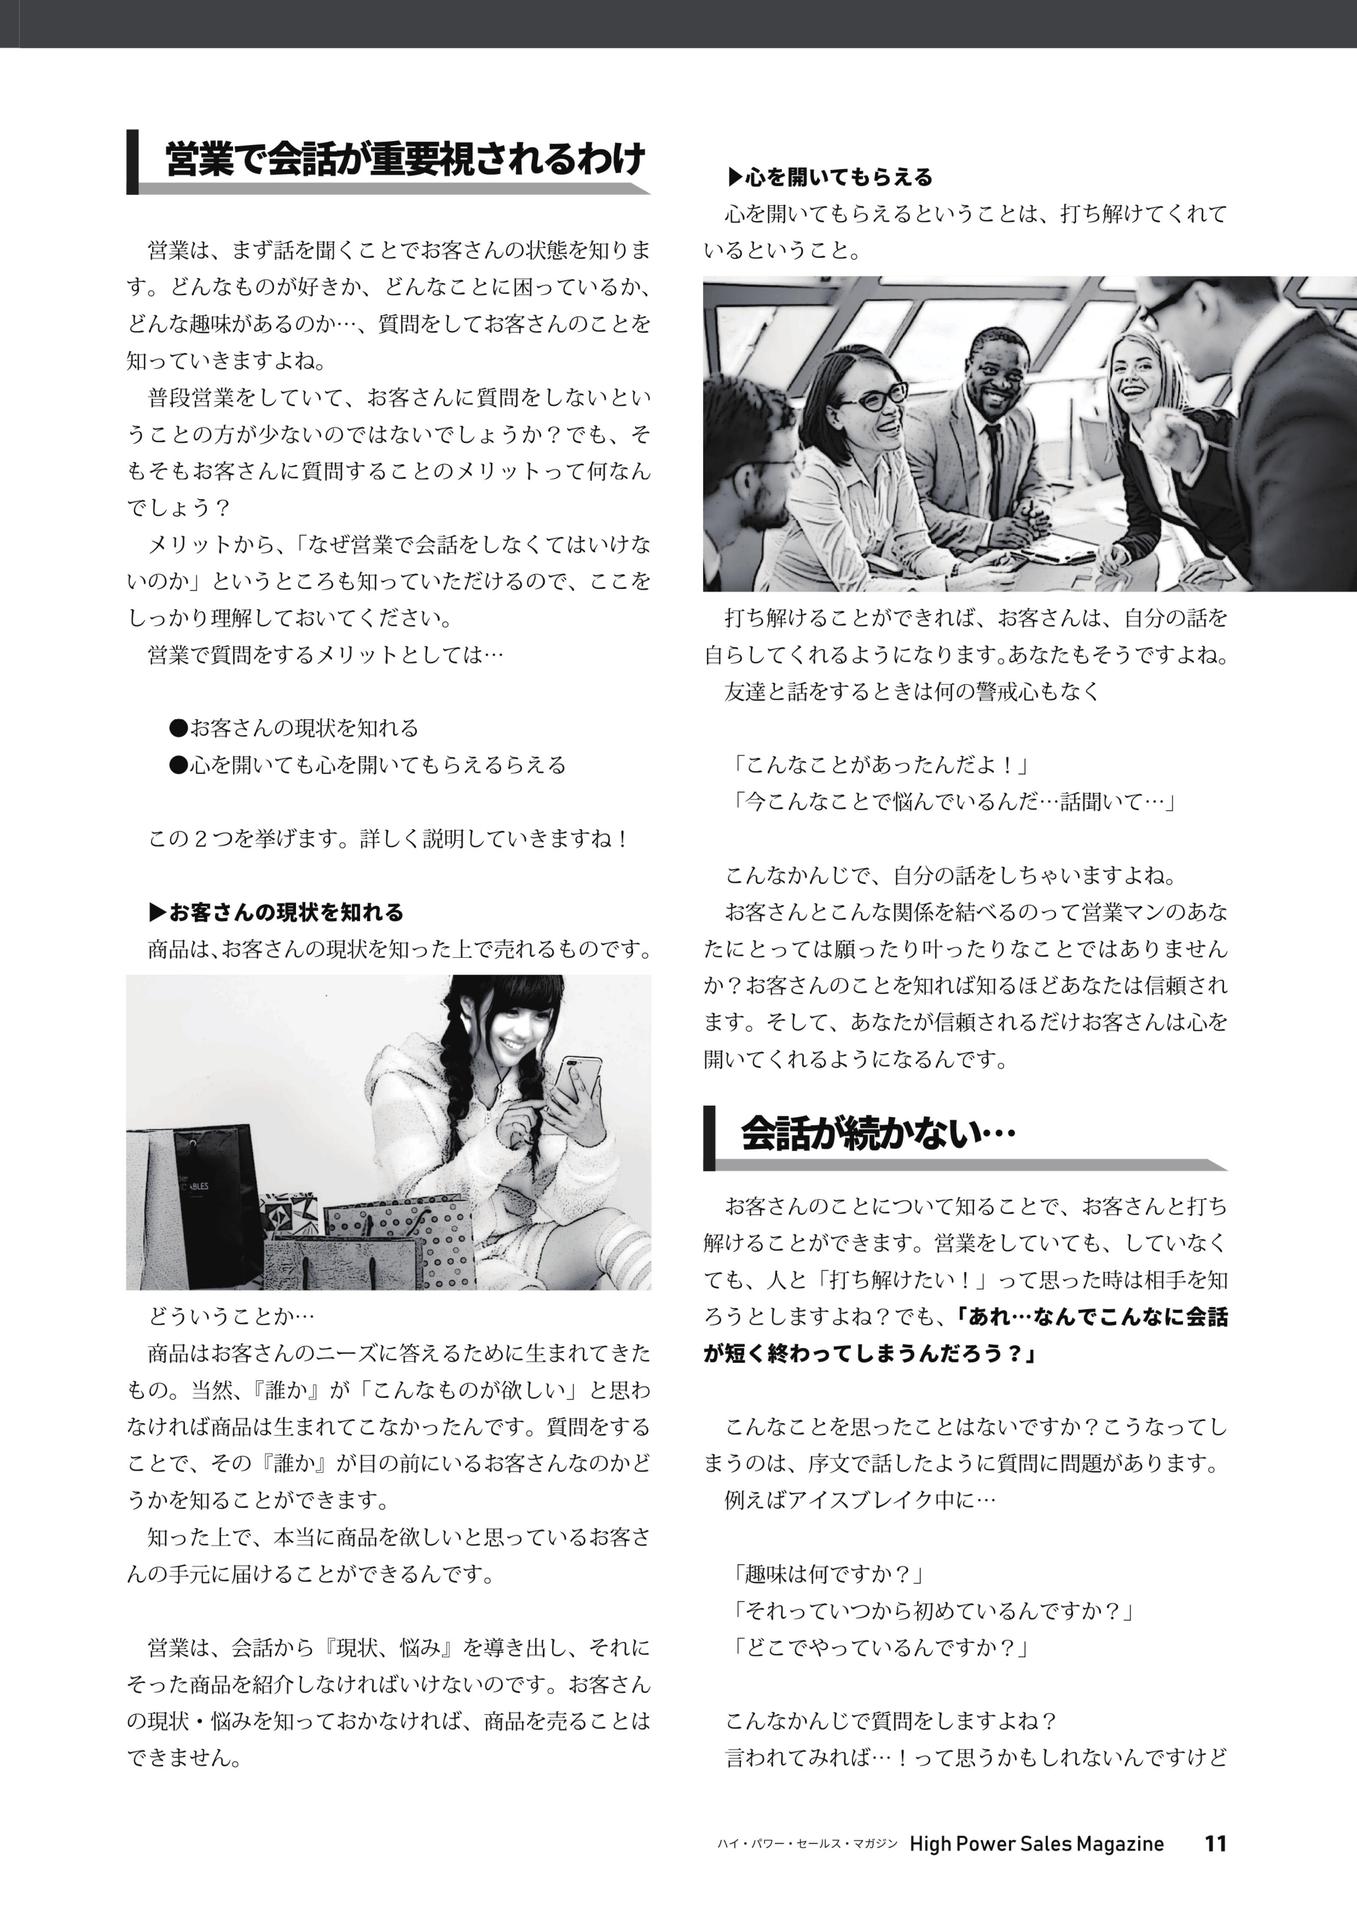 営業で会話が重要視されるわけ
営業は、まず話を聞くことでお客さんの状態を知りま
す。どんなものが好きか、どんなことに困っているか、
どんな趣味があるのか…、質問をしてお客さんのことを
知っていきますよね。
普段営業をしていて、お客さんに質問をしないとい
うことの方が少ないのではないでしょうか？でも、そ
もそもお客さんに質問することのメリットって何なん
でしょう？
メリットから、「なぜ営業で会話をしなくてはいけな
いのか」というところも知っていただけるので、ここを
しっかり理解しておいてください。
営業で質問をするメリットとしては…
●お客さんの現状を知れる
●心を開いても心を開いてもらえるらえる
この２つを挙げます。詳しく説明していきますね！
▶お客さんの現状を知れる
商品は、お客さんの現状を知った上で売れるものです。
ABLES
どういうことか…
商品はお客さんのニーズに答えるために生まれてきた
もの。当然、『誰か』が「こんなものが欲しい」と思わ
なければ商品は生まれてこなかったんです。質問をする
ことで、その『誰か』が目の前にいるお客さんなのかど
うかを知ることができます。
知った上で、本当に商品を欲しいと思っているお客さ
んの手元に届けることができるんです。
営業は、会話から『現状、悩み』を導き出し、それに
そった商品を紹介しなければいけないのです。お客さん
の現状・悩みを知っておかなければ、商品を売ることは
できません。
▶心を開いてもらえる
心を開いてもらえるということは、打ち解けてくれて
いるということ。
打ち解けることができれば、お客さんは、自分の話を
自らしてくれるようになります。あなたもそうですよね。
友達と話をするときは何の警戒心もなく
「こんなことがあったんだよ！」
「今こんなことで悩んでいるんだ…話聞いて…」
こんなかんじで、自分の話をしちゃいますよね。
お客さんとこんな関係を結べるのって営業マンのあな
たにとっては願ったり叶ったりなことではありません
か？お客さんのことを知れば知るほどあなたは信頼され
ます。そして、あなたが信頼されるだけお客さんは心を
開いてくれるようになるんです。
会話が続かない…
お客さんのことについて知ることで、お客さんと打ち
解けることができます。営業をしていても、していなく
ても、人と「打ち解けたい！」って思った時は相手を知
ろうとしますよね？でも、「あれ…なんでこんなに会話
が短く終わってしまうんだろう？」
こんなことを思ったことはないですか？こうなってし
まうのは、序文で話したように質問に問題があります。
例えばアイスブレイク中に…
「趣味は何ですか？」
「それっていつから初めているんですか？」
「どこでやっているんですか？」
こんなかんじで質問をしますよね？
言われてみれば…！って思うかもしれないんですけど
ハイ・パワー・セールス・マガジン High Power Sales Magazine 11